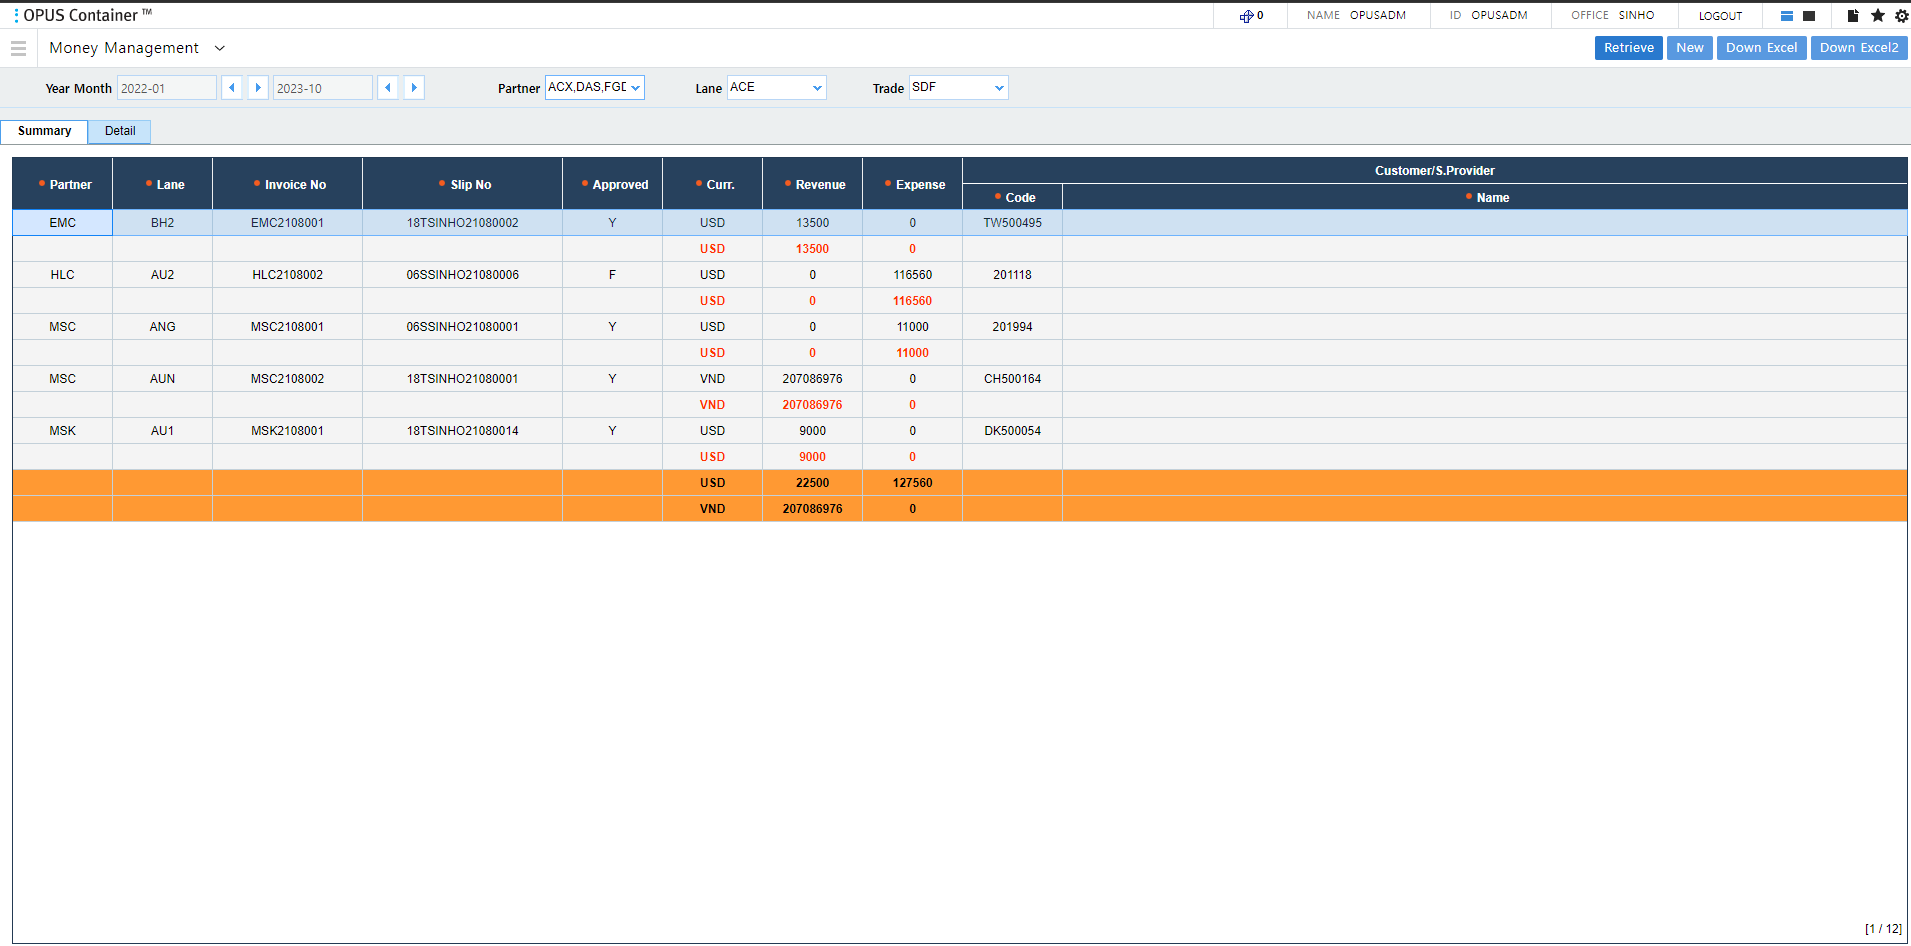 OPUS Container ™
0
NAME OPUSADM
ID OPUSADM
OFFICE SINHO
LOGOUT
Money Management
Retrieve New Down Excel Down Excel2
Year Month 2022-01 2023-10 Partner ACX,DAS,FGD Lane ACE Trade SDF
Summary Detail
Partner Lane Invoice No Slip No Approved Curr. Revenue Expense Customer/S.Provider
Code Name
EMC BH2 EMC2108001 18TSINHO21080002 Y USD 13500 0 TW500495
USD 13500 0
HLC AU2 HLC2108002 06SSINHO21080006 F USD 0 116560 201118
USD 0 116560
MSC ANG MSC2108001 06SSINHO21080001 Y USD 0 11000 201994
USD 0 11000
MSC AUN MSC2108002 18TSINHO21080001 Y VND 207086976 0 CH500164
VND 207086976 0
MSK AU1 MSK2108001 18TSINHO21080014 Y USD 9000 0 DK500054
USD 9000 0
USD 22500 127560
VND 207086976 0
[1 / 12]